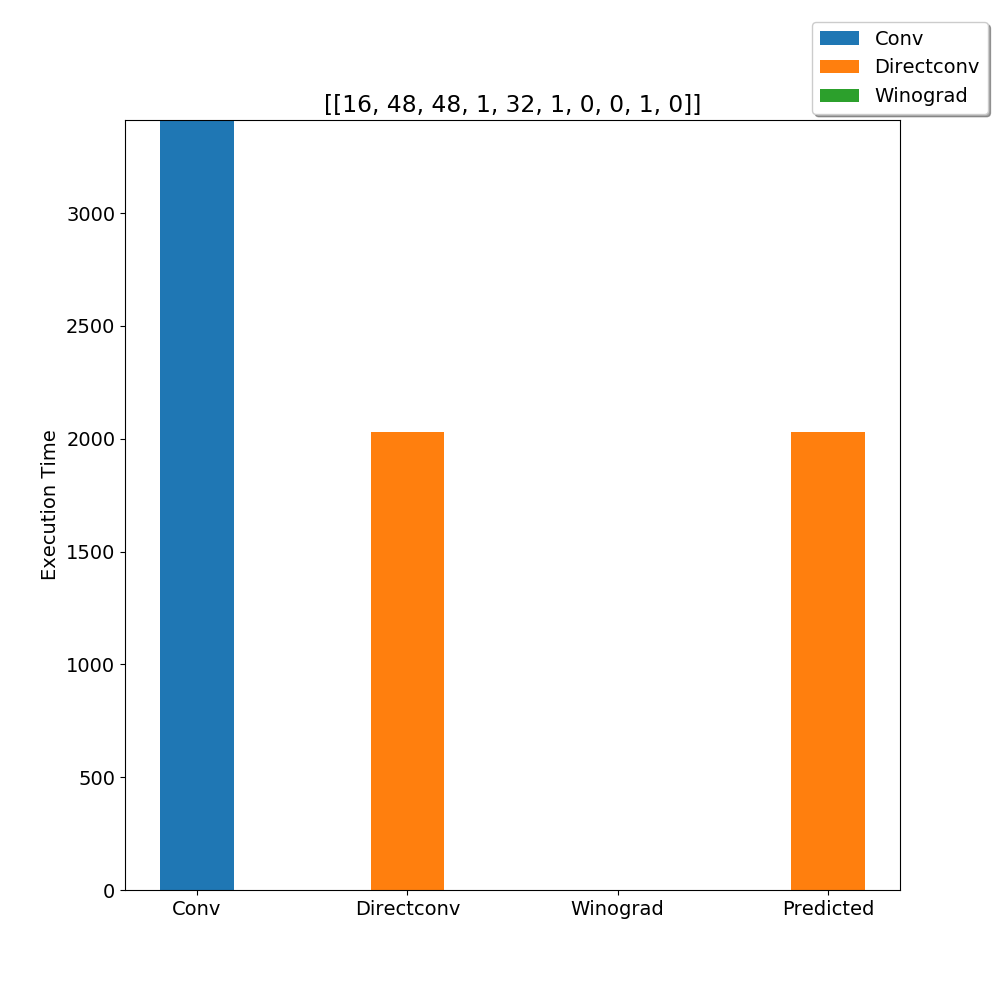 Conv
Directconv
Winograd
[[16, 48, 48, 1, 32, 1, 0, 0, 1, 0]]
Execution Time
3000
2500
2000
1500
1000
500
0
Conv Directconv Winograd Predicted